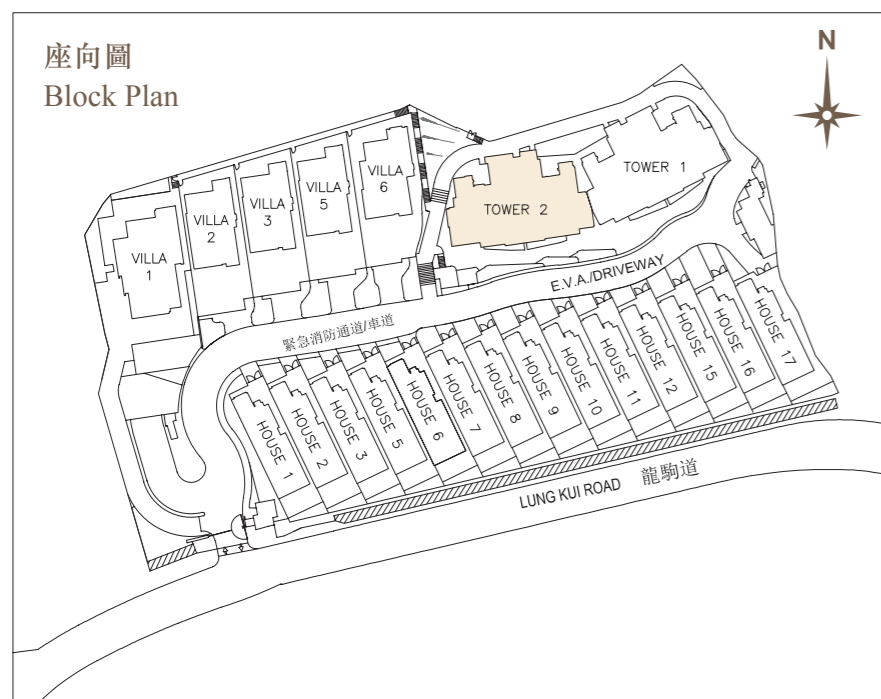 座向圖
Block Plan
N
VILLA
1
VILLA
2
VILLA
3
VILLA
5
VILLA
6
TOWER 2
TOWER 1
E.V.A./DRIVEWAY
緊急消防通道/車道
HOUSE 1
HOUSE 2
HOUSE 3
HOUSE 5
HOUSE 6
HOUSE 7
HOUSE 8
HOUSE 9
HOUSE 10
HOUSE 11
HOUSE 12
HOUSE 15
HOUSE 16
HOUSE 17
LUNG KUI ROAD 龍駒道